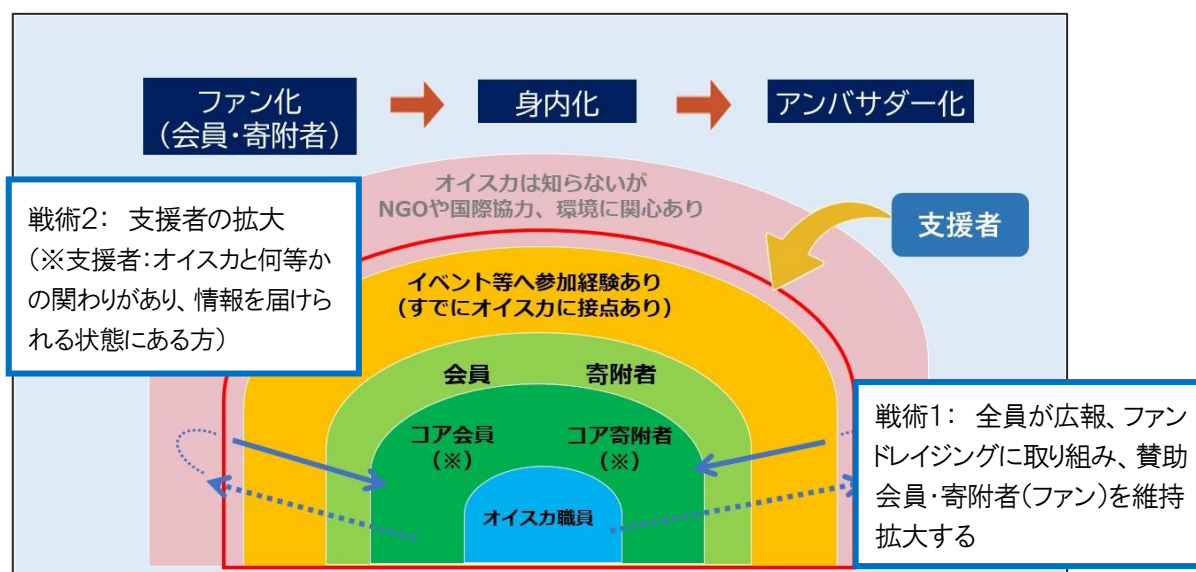 ファン化
（会員・寄附者）
身内化
アンバサダー化
オイスカは知らないが
NGOや国際協力、環境に関心あり
支援者
戦術2： 支援者の拡大
（※支援者：オイスカと何等か
の関わりがあり、情報を届けら
れる状態にある方）
イベント等へ参加経験あり
（すでにオイスカに接点あり）
会員
寄附者
コア会員
（※）
コア寄附者
（※）
オイスカ職員
戦術1： 全員が広報、ファン
ドレイジングに取り組み、賛助
会員・寄附者（ファン）を維持
拡大する